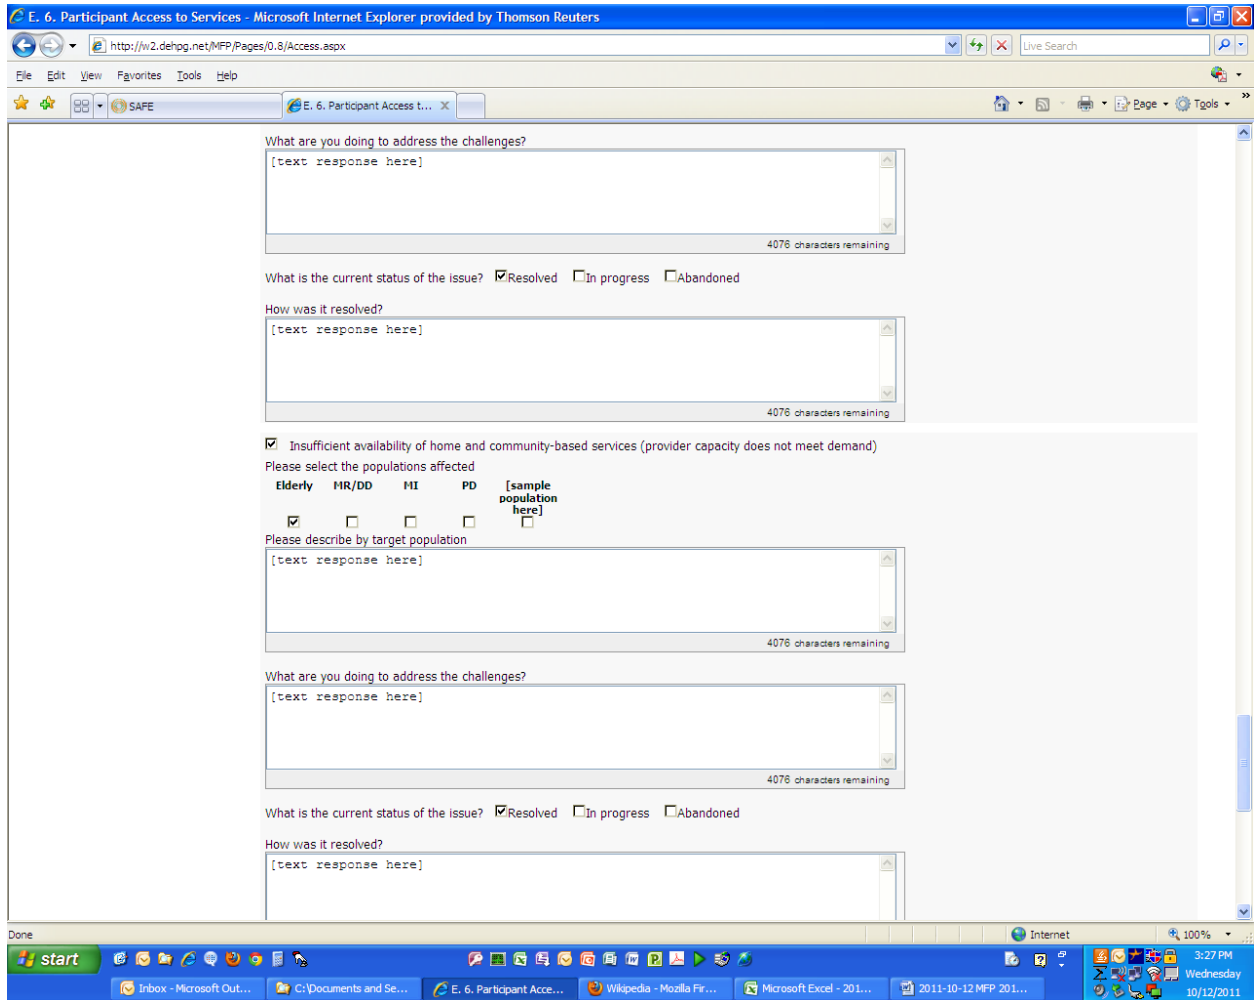 E. 6. Participant Access to Services - Microsoft Internet Explorer provided by Thomson Reuters
http://w2.dehpg.net/MFP/Pages/0.8/Access.aspx
Live Search
File Edit View Favorites Tools Help
SAFE
E. 6. Participant Access t...
Page
Tools
What are you doing to address the challenges?
[text response here]
4076 characters remaining
What is the current status of the issue? Resolved In progress Abandoned
How was it resolved?
[text response here]
4076 characters remaining
Insufficient availability of home and community-based services (provider capacity does not meet demand)
Please select the populations affected
Elderly MR/DD MI PD [sample
population
here]
Please describe by target population
[text response here]
4076 characters remaining
What are you doing to address the challenges?
[text response here]
4076 characters remaining
What is the current status of the issue? Resolved In progress Abandoned
How was it resolved?
[text response here]
Done
Internet
100%
start
3:27 PM
Inbox - Microsoft Out...
C:\Documents and Se...
E. 6. Participant Acce...
Wikipedia - Mozilla Fir...
Microsoft Excel - 201...
2011-10-12 MFP 201...
Wednesday
10/12/2011